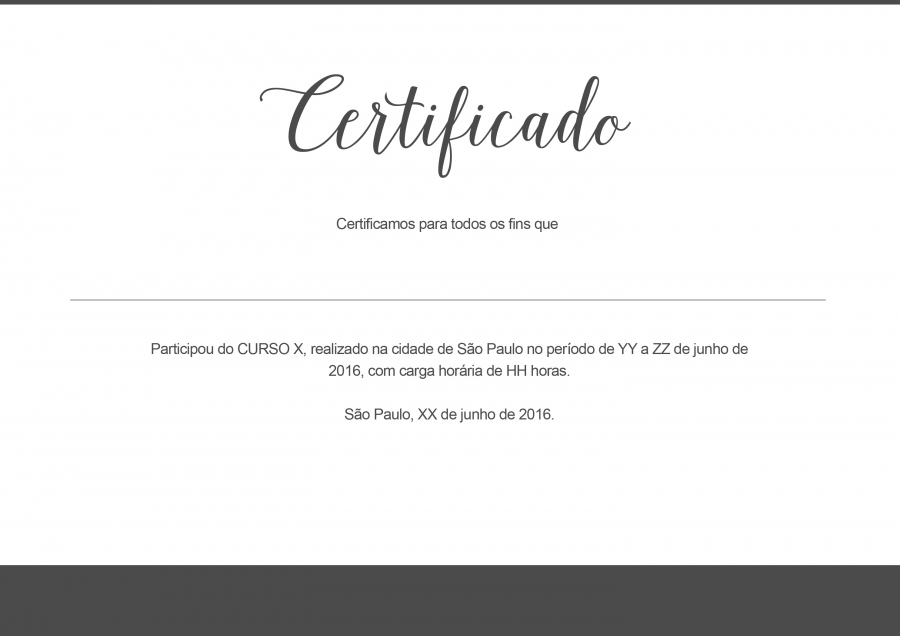 Certificado
Certificamos para todos os fins que
Participou do CURSO X, realizado na cidade de São Paulo no período de YY a ZZ de junho de
2016, com carga horária de HH horas.
São Paulo, XX de junho de 2016.